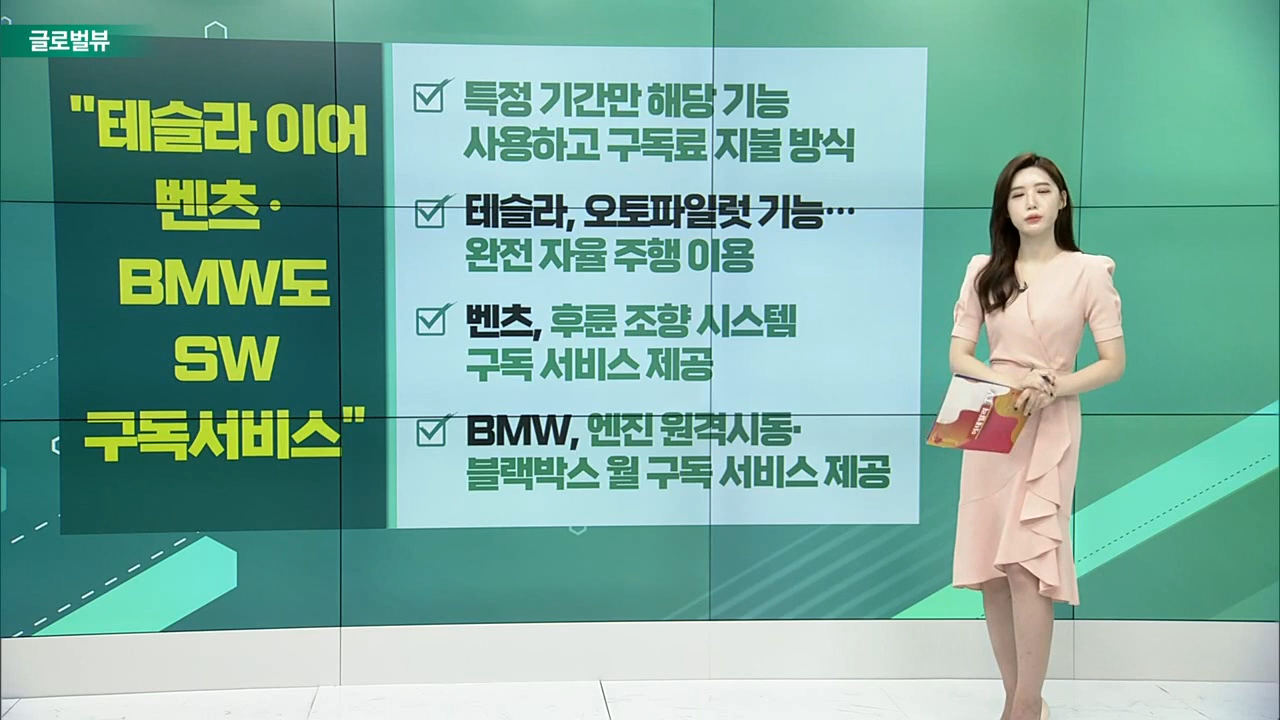 글로벌뷰
"테슬라 이어
벤츠·
BMW도
SW
구독서비스"
특정 기간만 해당 기능
사용하고 구독료 지불 방식
테슬라, 오토파일럿 기능…
완전 자율 주행 이용
벤츠, 후륜 조향 시스템
구독 서비스 제공
BMW, 엔진 원격시동·
블랙박스 월 구독 서비스 제공